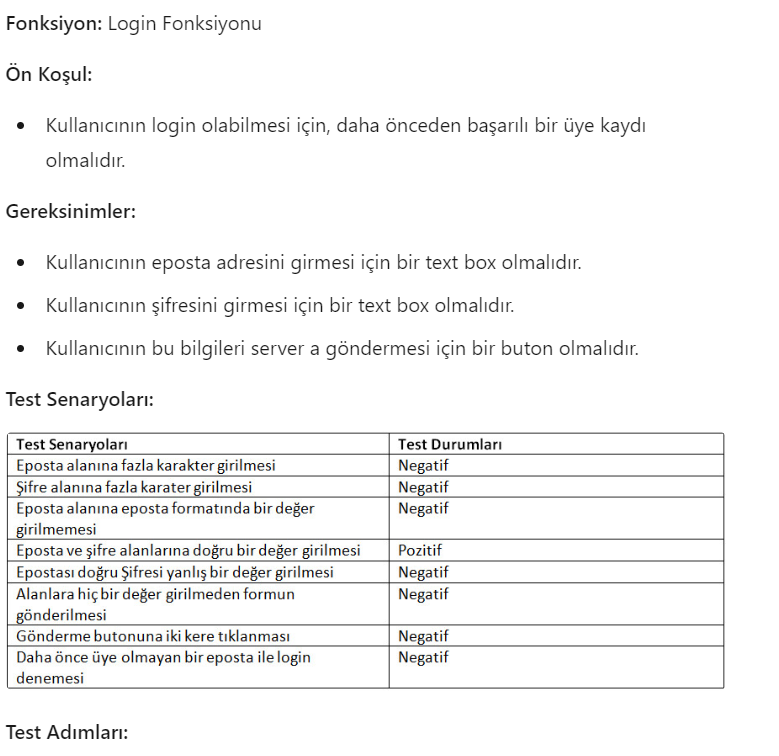 Fonksiyon: Login Fonksiyonu
Ön Koşul:
• Kullanıcının login olabilmesi için, daha önceden başarılı bir üye kaydı
olmalıdır.
Gereksinimler:
• Kullanıcının eposta adresini girmesi için bir text box olmalıdır.
• Kullanıcının şifresini girmesi için bir text box olmalıdır.
• Kullanıcının bu bilgileri server a göndermesi için bir buton olmalıdır.
Test Senaryoları:
Test Senaryoları Test Durumları
Eposta alanına fazla karakter girilmesi Negatif
Şifre alanına fazla karater girilmesi Negatif
Eposta alanına eposta formatında bir değer Negatif
girilmemesi
Eposta ve şifre alanlarına doğru bir değer girilmesi Pozitif
Epostası doğru Şifresi yanlış bir değer girilmesi Negatif
Alanlara hiç bir değer girilmeden formun Negatif
gönderilmesi
Gönderme butonuna iki kere tıklanması Negatif
Daha önce üye olmayan bir eposta ile login Negatif
denemesi
Test Adımları: